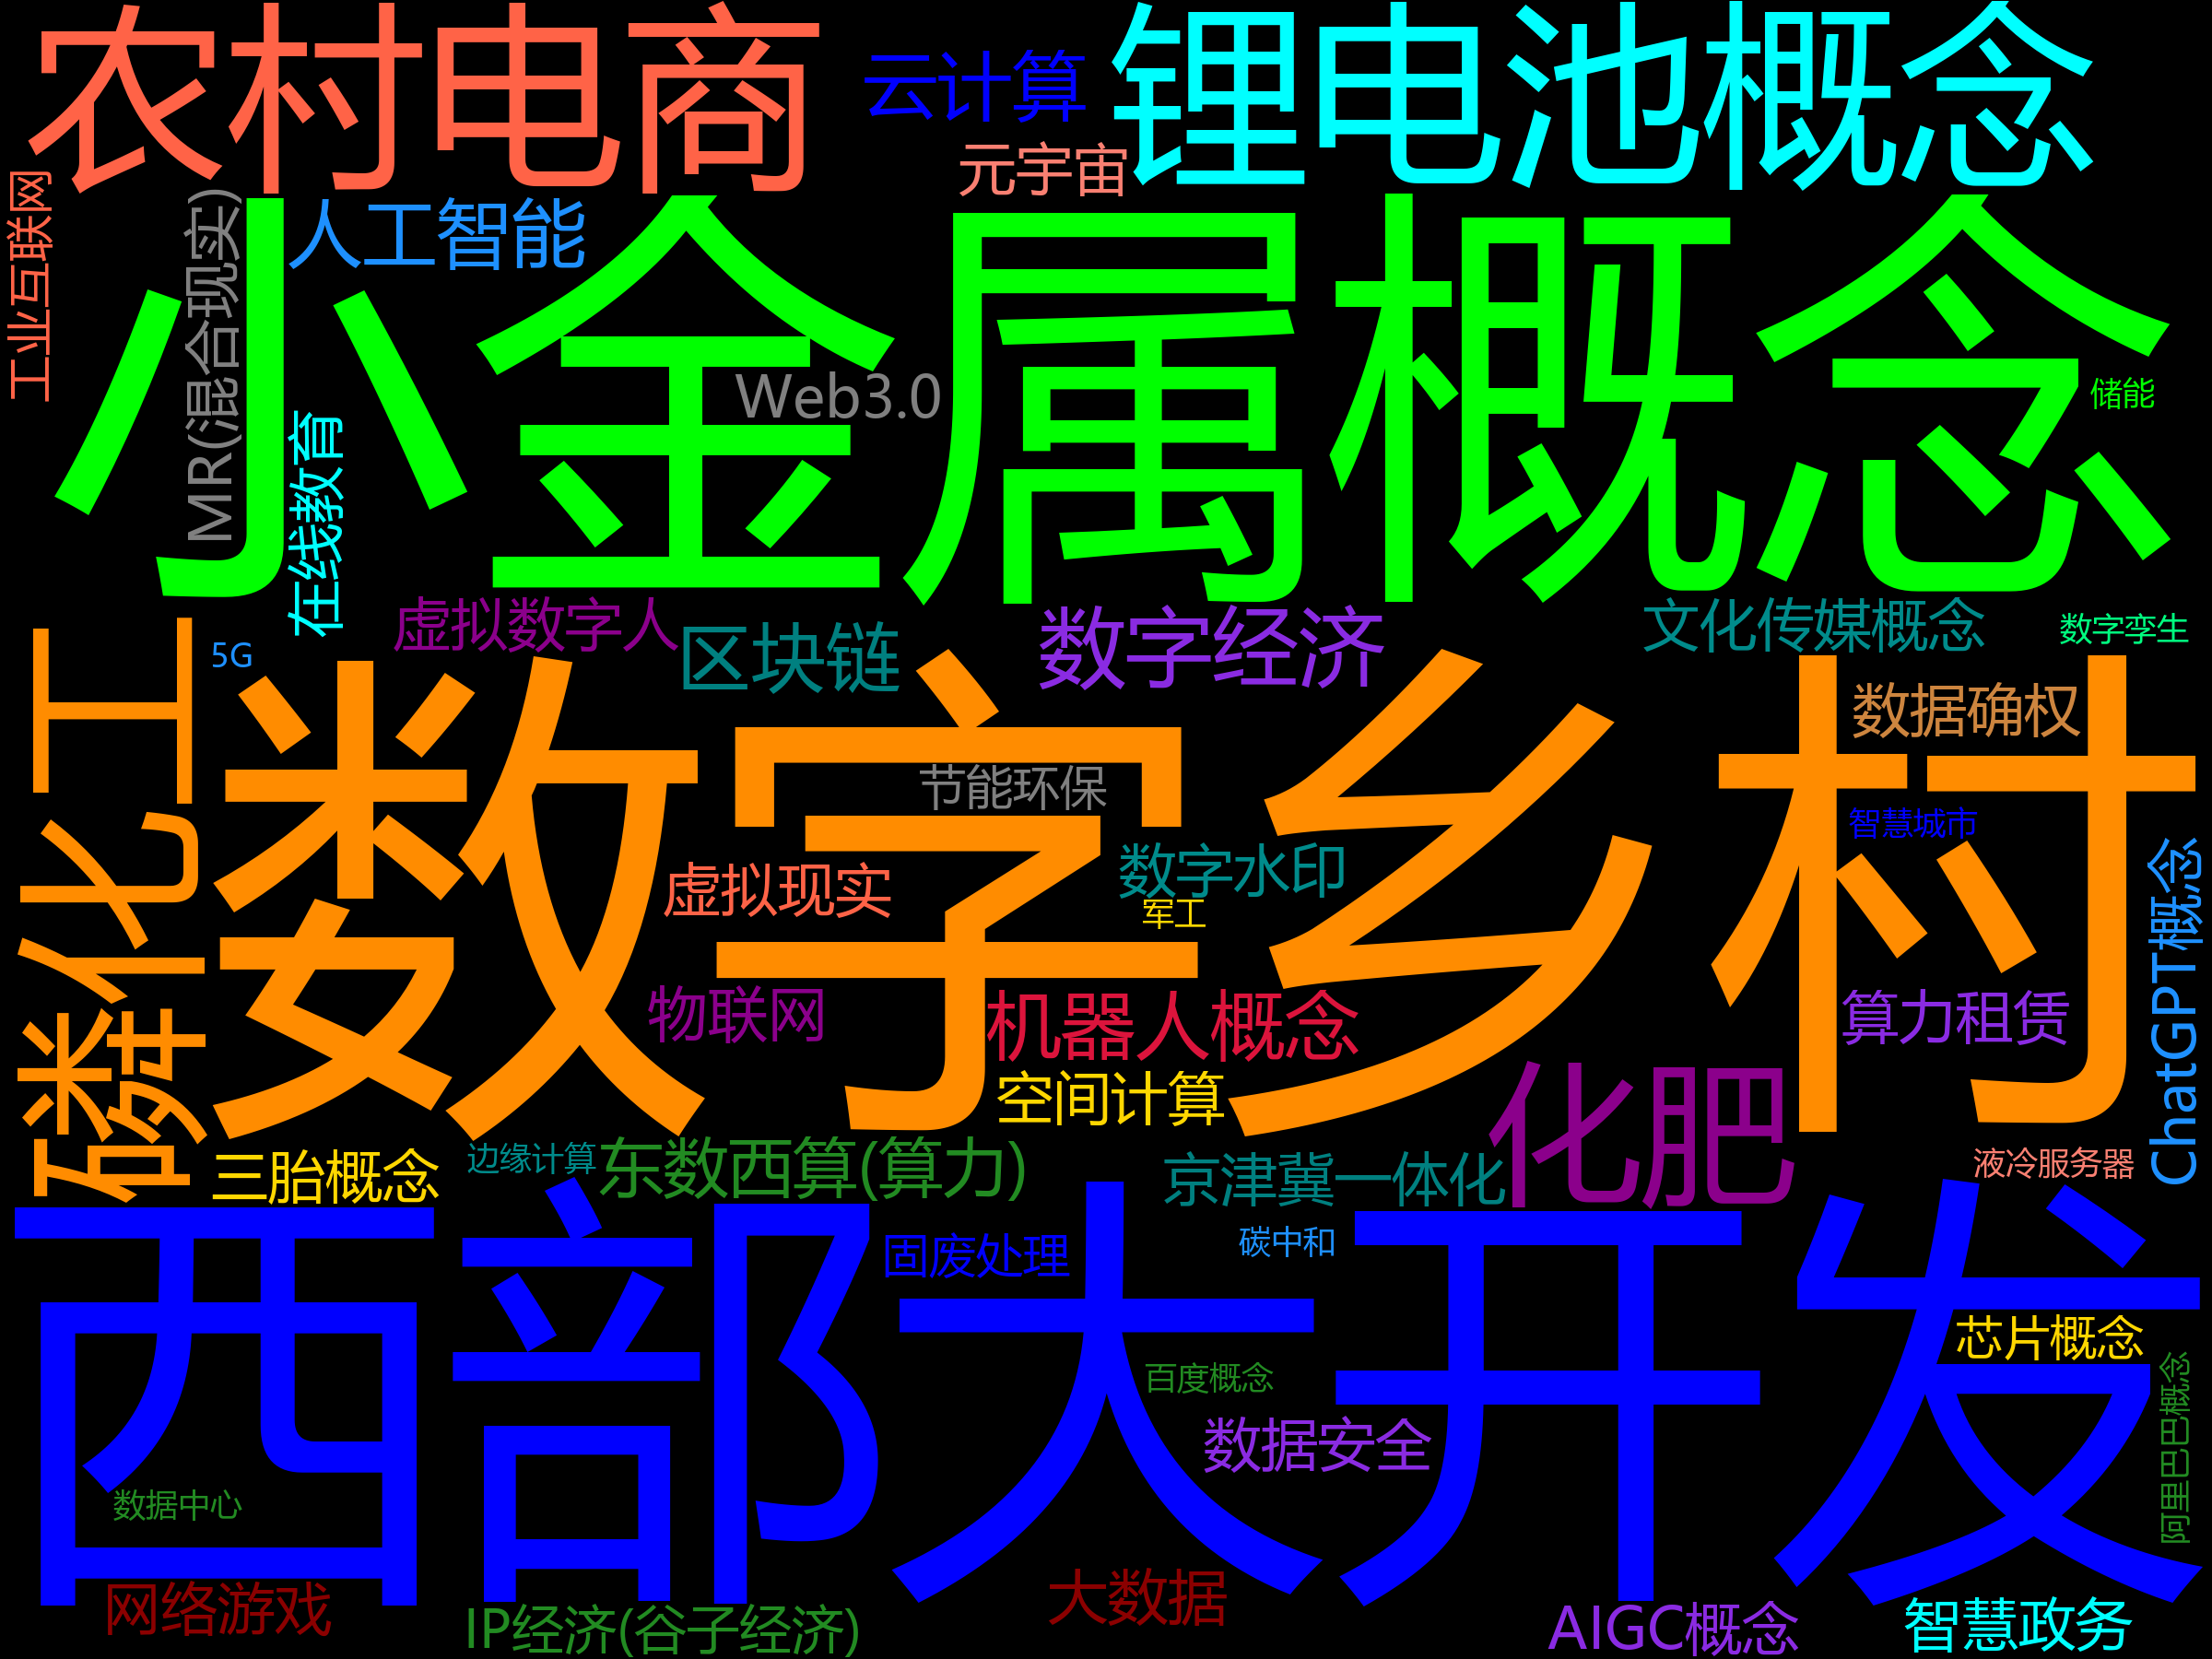 农村电商
云计算
锂电池概念
元宇宙
工业互联网
MR(混合现实)
人工智能
小金属概念
Web3.0
储能
在线教育
虚拟数字人
区块链
数字经济
文化传媒概念
数字孪生
5G
磷化工
数字乡村
数据确权
节能环保
智慧城市
虚拟现实
数字水印
军工
ChatGPT概念
物联网
机器人概念
算力租赁
空间计算
化肥
三胎概念
边缘计算
东数西算(算力)
京津冀一体化
液冷服务器
西部大开发
固废处理
碳中和
芯片概念
百度概念
阿里巴巴概念
数据安全
数据中心
网络游戏
IP经济(谷子经济)
大数据
AIGC概念
智慧政务